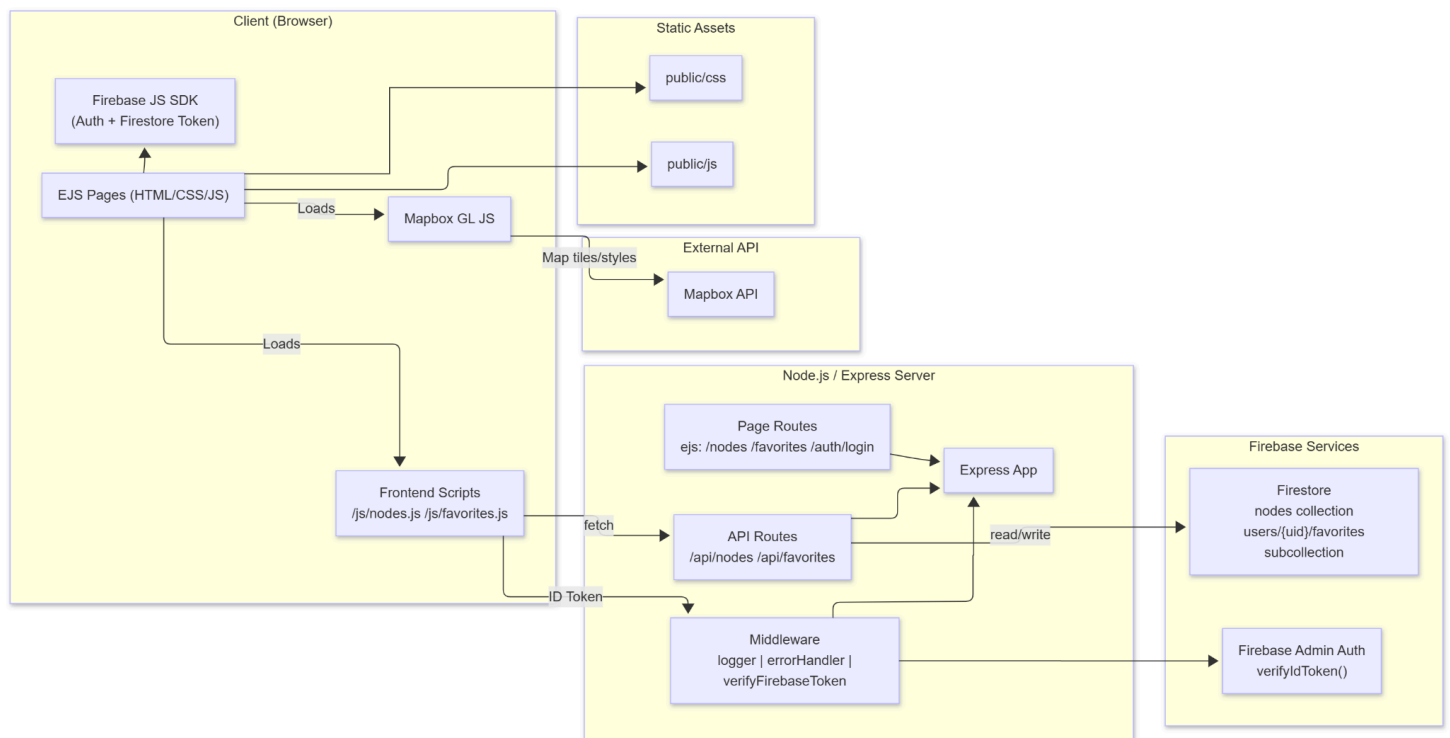 Client (Browser)
Firebase JS SDK
(Auth + Firestore Token)
EJS Pages (HTML/CSS/JS)
Loads
Mapbox GL JS
Loads
Frontend Scripts
/js/nodes.js /js/favorites.js
Static Assets
public/css
public/js
External API
Map tiles/styles
Mapbox API
Node.js / Express Server
Page Routes
ejs: /nodes /favorites /auth/login
Express App
fetch
API Routes
/api/nodes /api/favorites
read/write
ID Token
Middleware
logger | errorHandler |
verifyFirebaseToken
Firebase Services
Firestore
nodes collection
users/{uid}/favorites
subcollection
Firebase Admin Auth
verifyIdToken()